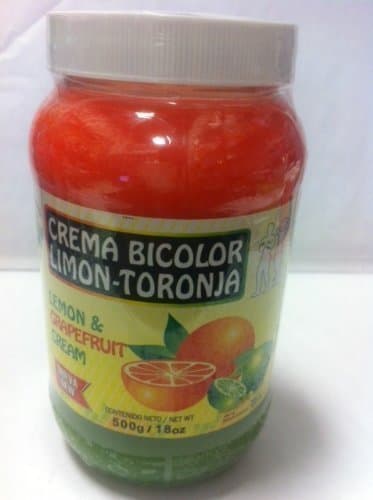 CREMA BICOLOR
LIMON-TORONJA
LEMON &
GRAPEFRUIT
CREAM
CONTENIDO NETO / NET WT
500g / 18oz